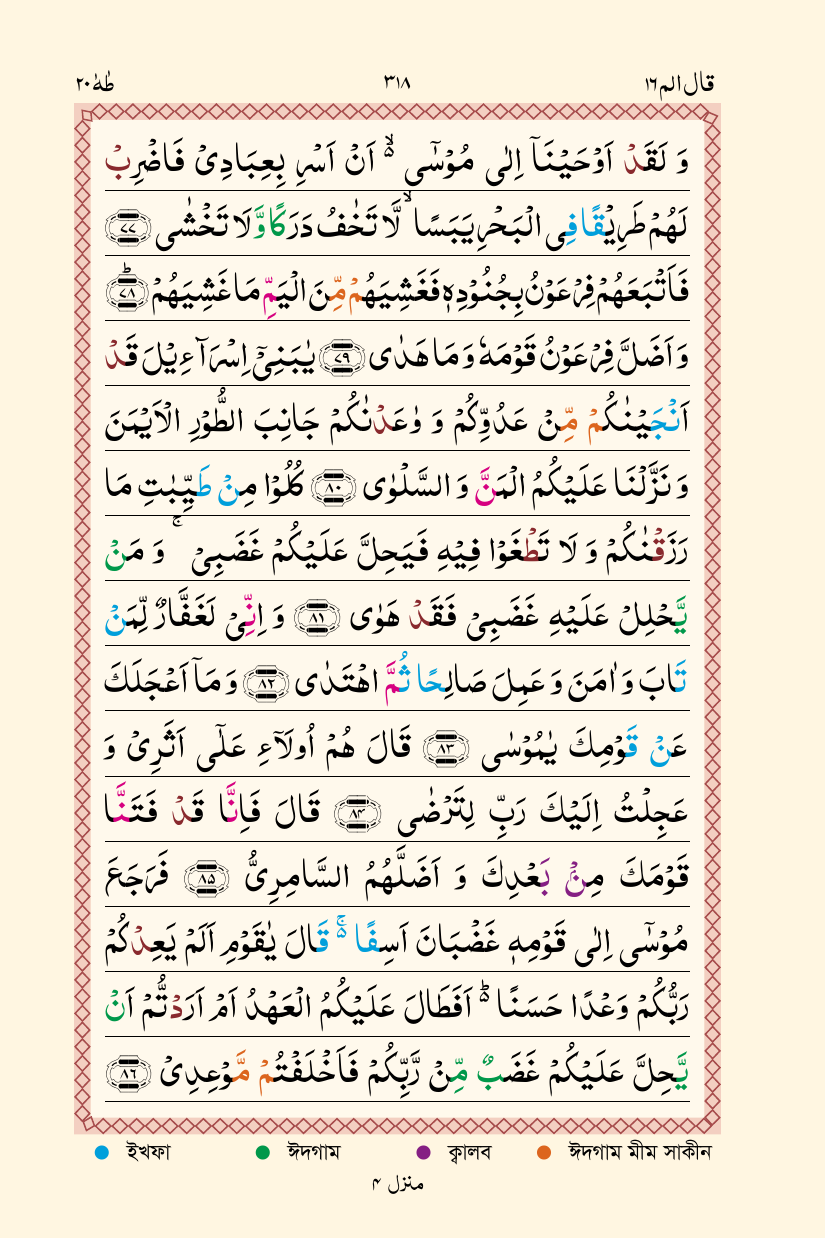 طٰهٰ ٢٠ ٣١٨ قال الم ١٦
وَ لَقَدْ اَوْحَيْنَاۤ اِلٰى مُوْسٰۤى ۙ۬ اَنْ اَسْرِ بِعِبَادِىْ فَاضْرِبْ
لَهُمْ طَرِيْقًا فِى الْبَحْرِ يَبَسًا ۙ لَّا تَخٰفُ دَرَكًا وَّ لَا تَخْشٰى ﴿٧٧﴾
فَاَتْبَعَهُمْ فِرْعَوْنُ بِجُنُوْدِهٖ فَغَشِيَهُمْ مِّنَ الْيَمِّ مَا غَشِيَهُمْ ﴿٧٨﴾ؕ
وَ اَضَلَّ فِرْعَوْنُ قَوْمَهٗ وَ مَا هَدٰى ﴿٧٩﴾ يٰبَنِىْۤ اِسْرَآءِيْلَ قَدْ
اَنْجَيْنٰكُمْ مِّنْ عَدُوِّكُمْ وَ وٰعَدْنٰكُمْ جَانِبَ الطُّوْرِ الْاَيْمَنَ
وَ نَزَّلْنَا عَلَيْكُمُ الْمَنَّ وَ السَّلْوٰى ﴿٨٠﴾ كُلُوْا مِنْ طَيِّبٰتِ مَا
رَزَقْنٰكُمْ وَ لَا تَطْغَوْا فِيْهِ فَيَحِلَّ عَلَيْكُمْ غَضَبِىْ ۚ وَ مَنْ
يَّحْلِلْ عَلَيْهِ غَضَبِىْ فَقَدْ هَوٰى ﴿٨١﴾ وَ اِنِّىْ لَغَفَّارٌ لِّمَنْ
تَابَ وَ اٰمَنَ وَ عَمِلَ صَالِحًا ثُمَّ اهْتَدٰى ﴿٨٢﴾ وَ مَاۤ اَعْجَلَكَ
عَنْ قَوْمِكَ يٰمُوْسٰى ﴿٨٣﴾ قَالَ هُمْ اُولَآءِ عَلٰۤى اَثَرِىْ وَ
عَجِلْتُ اِلَيْكَ رَبِّ لِتَرْضٰى ﴿٨٤﴾ قَالَ فَاِنَّا قَدْ فَتَنَّا
قَوْمَكَ مِنْۢ بَعْدِكَ وَ اَضَلَّهُمُ السَّامِرِىُّ ﴿٨٥﴾ فَرَجَعَ
مُوْسٰۤى اِلٰى قَوْمِهٖ غَضْبَانَ اَسِفًا ۚ۬ قَالَ يٰقَوْمِ اَلَمْ يَعِدْكُمْ
رَبُّكُمْ وَعْدًا حَسَنًا ؕ اَفَطَالَ عَلَيْكُمُ الْعَهْدُ اَمْ اَرَدْتُّمْ اَنْ
يَّحِلَّ عَلَيْكُمْ غَضَبٌ مِّنْ رَّبِّكُمْ فَاَخْلَفْتُمْ مَّوْعِدِىْ ﴿٨٦﴾
ইখফা ঈদগাম ক্বালব ঈদগাম মীম সাকীন
منزل ۴